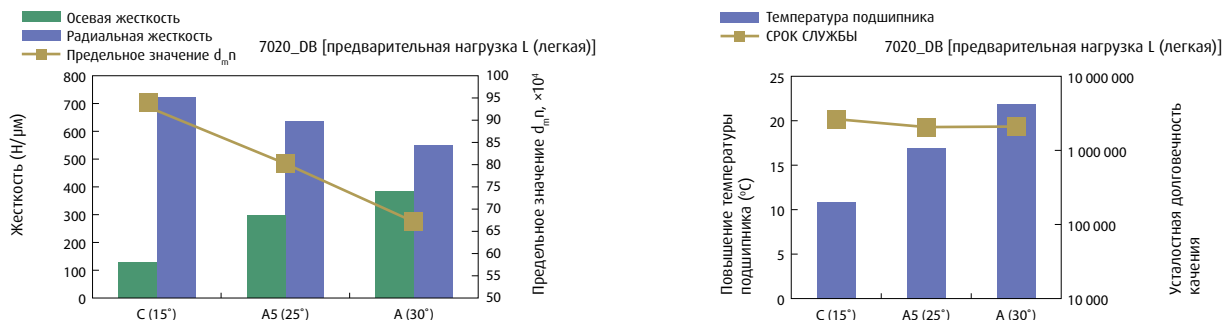 Осевая жесткость
Радиальная жесткость
Предельное значение dₘn
7020_DB [предварительная нагрузка L (легкая)]
Жесткость (Н/µм)
800
700
600
500
400
300
200
100
0
100
95
90
85
80
75
70
65
60
55
50
Предельное значение dₘn, ×10⁴
C (15˚)
A5 (25˚)
A (30˚)
Температура подшипника
СРОК СЛУЖБЫ
7020_DB [предварительная нагрузка L (легкая)]
Повышение температуры
подшипника (°C)
25
20
15
10
5
0
10 000 000
1 000 000
100 000
10 000
Усталостная долговечность
качения
C (15˚)
A5 (25˚)
A (30˚)